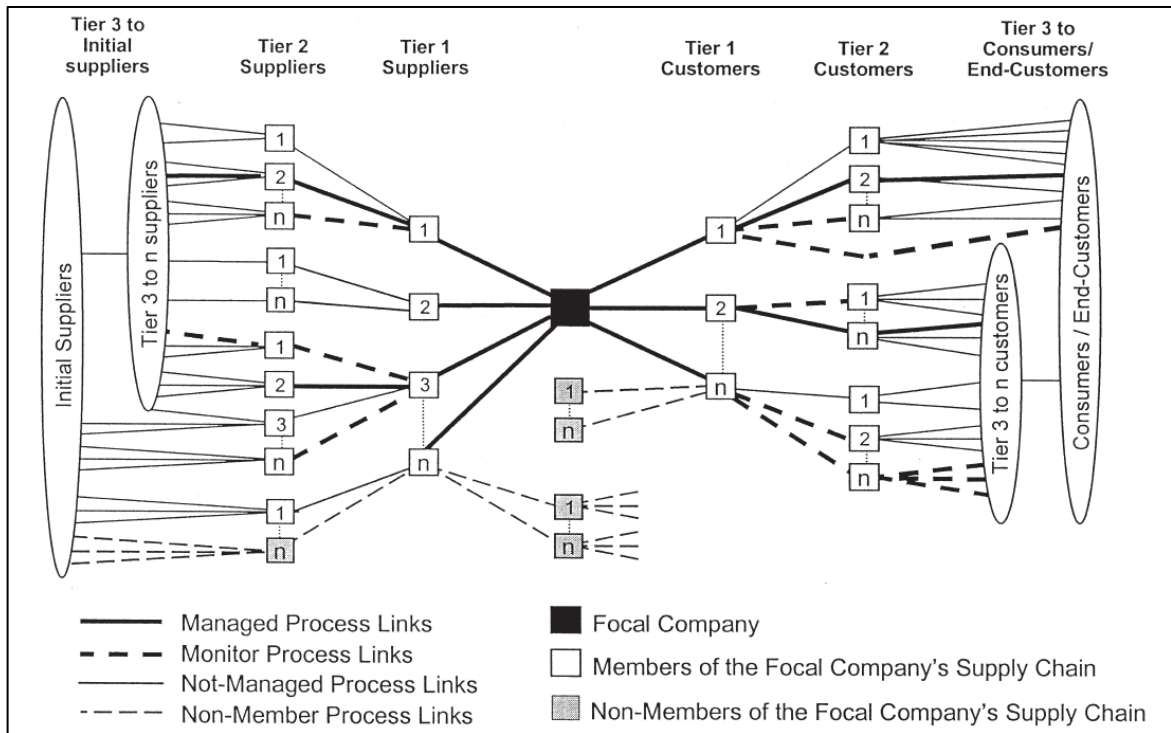 Tier 3 to
Initial
suppliers
Tier 2
Suppliers
Tier 1
Suppliers
Tier 1
Customers
Tier 2
Customers
Tier 3 to
Consumers/
End-Customers
Initial Suppliers
Tier 3 to n suppliers
1
2
n
1
n
1
2
3
n
1
n
1
2
3
n
1
n
1
n
1
2
n
1
2
n
1
n
1
2
n
Tier 3 to n customers
Consumers / End-Customers
Managed Process Links
Monitor Process Links
Not-Managed Process Links
Non-Member Process Links
Focal Company
Members of the Focal Company's Supply Chain
Non-Members of the Focal Company's Supply Chain